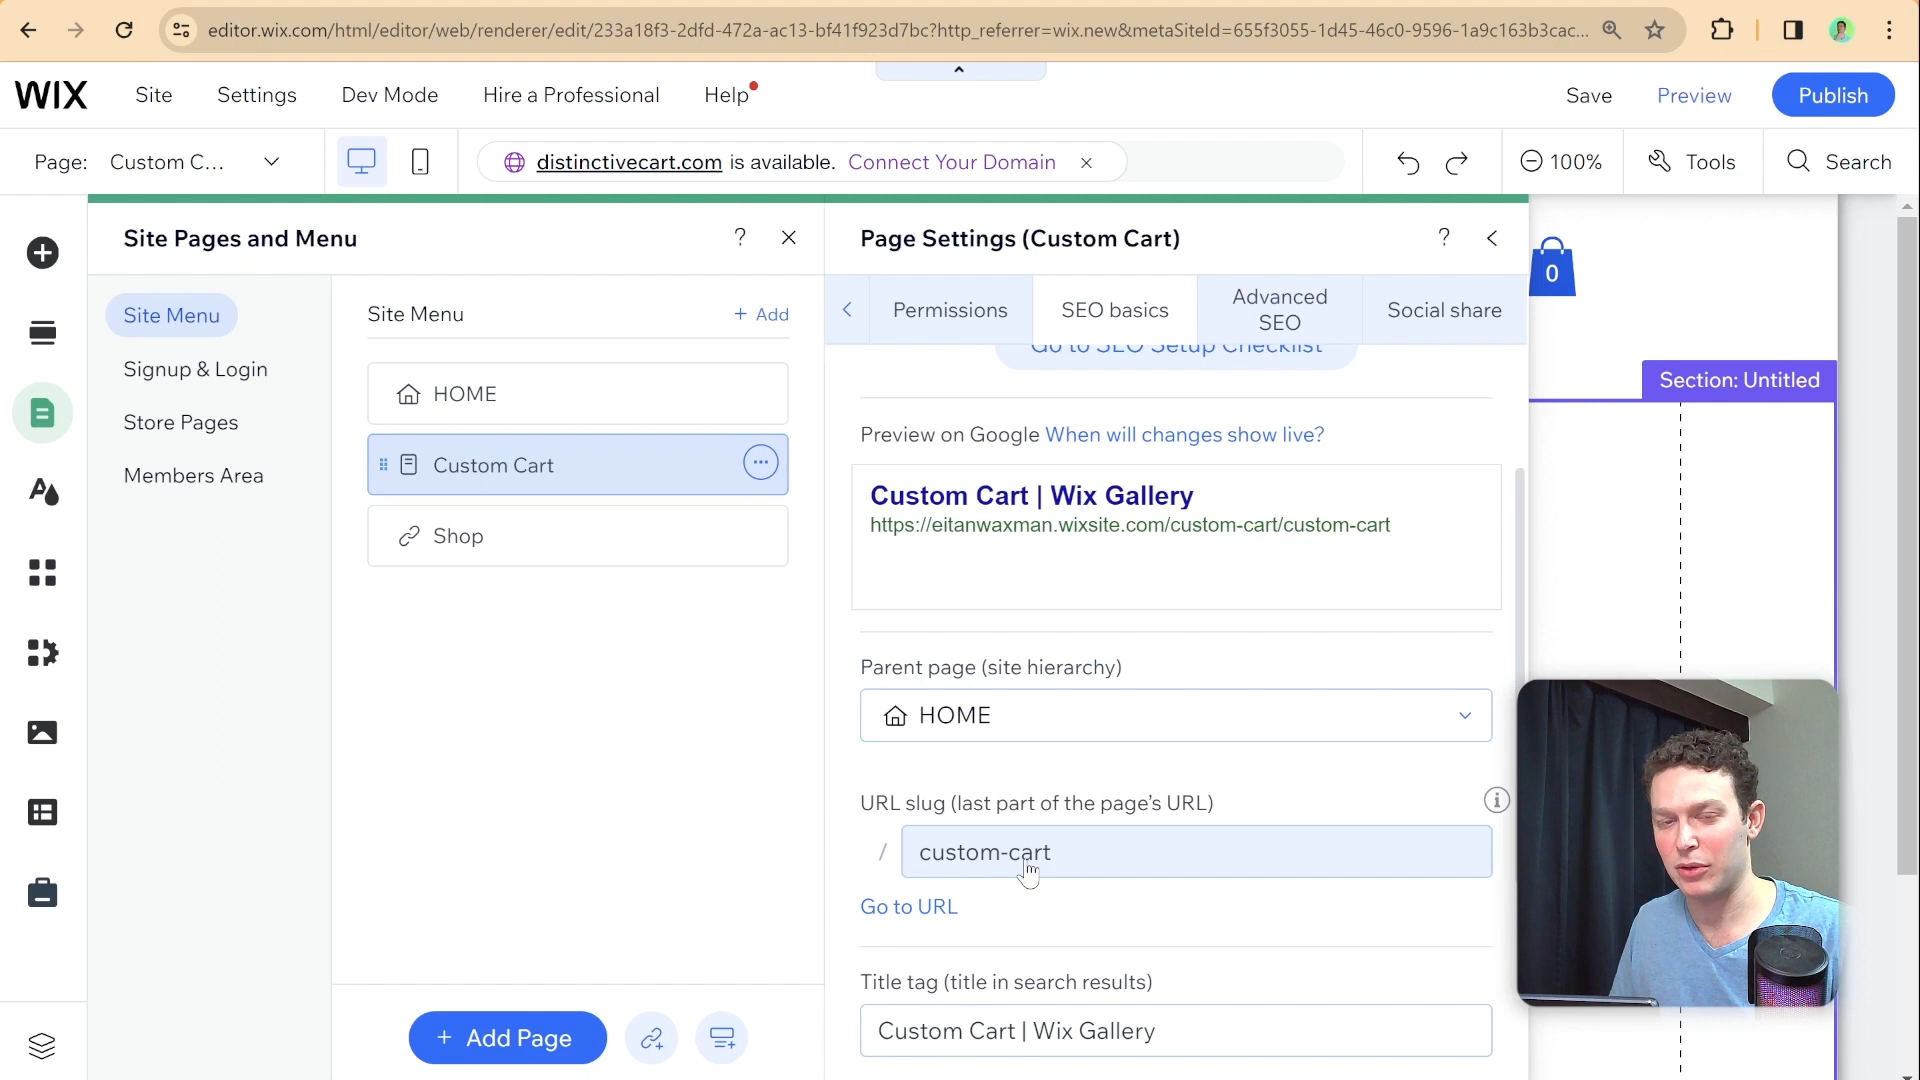 editor.wix.com/html/editor/web/renderer/edit/233a18f3-2dfd-472a-ac13-bf41f923d7bc?http_referrer=wix.new&metaSiteId=655f3055-1d45-46c0-9596-1a9c163b3cac...
WIX
Site
Settings
Dev Mode
Hire a Professional
Help
Save
Preview
Publish
Page:
Custom C...
distinctivecart.com is available. Connect Your Domain
100%
Tools
Search
Site Pages and Menu
?
Page Settings (Custom Cart)
?
0
Site Menu
Signup & Login
Store Pages
Members Area
Site Menu
+ Add
HOME
Custom Cart
Shop
+ Add Page
Permissions
SEO basics
Advanced
SEO
Social share
Go to SEO Setup Checklist
Preview on Google When will changes show live?
Custom Cart | Wix Gallery
https://eitanwaxman.wixsite.com/custom-cart/custom-cart
Parent page (site hierarchy)
HOME
URL slug (last part of the page's URL)
/ custom-cart
Go to URL
Title tag (title in search results)
Custom Cart | Wix Gallery
Section: Untitled